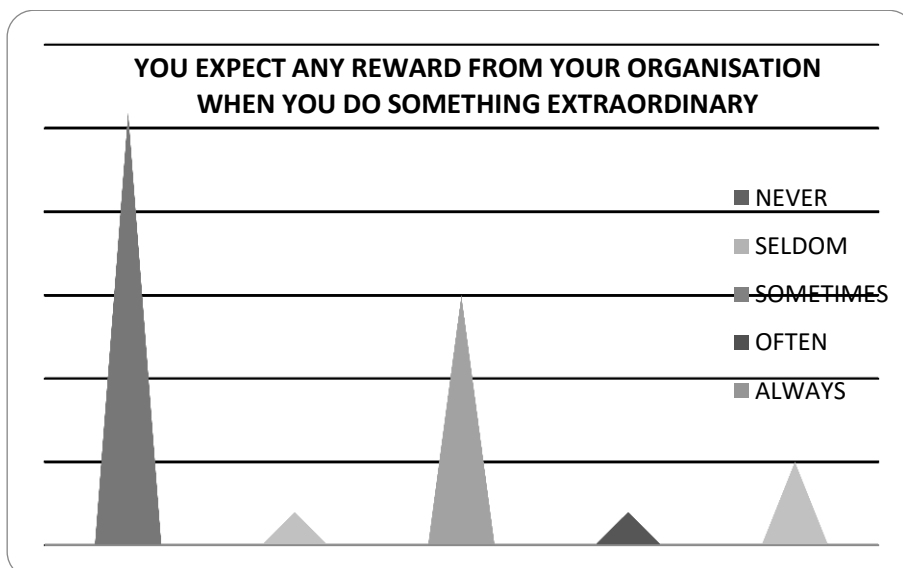 YOU EXPECT ANY REWARD FROM YOUR ORGANISATION
WHEN YOU DO SOMETHING EXTRAORDINARY
NEVER
SELDOM
SOMETIMES
OFTEN
ALWAYS